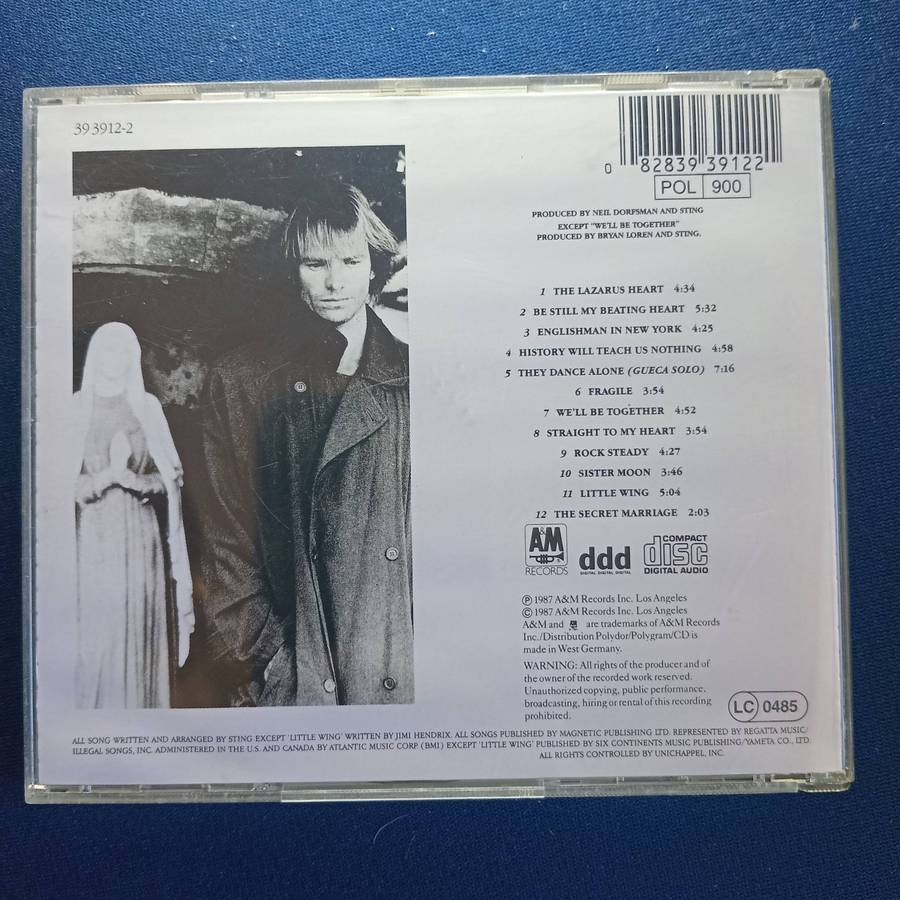 39 3912-2
0 82839 39122
POL 900
PRODUCED BY NEIL DORFSMAN AND STING
EXCEPT "WE'LL BE TOGETHER"
PRODUCED BY BRYAN LOREN AND STING.
1 THE LAZARUS HEART 4:34
2 BE STILL MY BEATING HEART 5:32
3 ENGLISHMAN IN NEW YORK 4:25
4 HISTORY WILL TEACH US NOTHING 4:58
5 THEY DANCE ALONE (GUECA SOLO) 7:16
6 FRAGILE 3:54
7 WE'LL BE TOGETHER 4:52
8 STRAIGHT TO MY HEART 3:54
9 ROCK STEADY 4:27
10 SISTER MOON 3:46
11 LITTLE WING 5:04
12 THE SECRET MARRIAGE 2:03
A&M
RECORDS
ddd
DIGITAL DIGITAL DIGITAL
COMPACT
disc
DIGITAL AUDIO
℗ 1987 A&M Records Inc. Los Angeles
© 1987 A&M Records Inc. Los Angeles
A&M and are trademarks of A&M Records
Inc./Distribution Polydor/Polygram/CD is
made in West Germany.
WARNING: All rights of the producer and of
the owner of the recorded work reserved.
Unauthorized copying, public performance,
broadcasting, hiring or rental of this recording
prohibited.
LC 0485
ALL SONG WRITTEN AND ARRANGED BY STING EXCEPT 'LITTLE WING' WRITTEN BY JIMI HENDRIX. ALL SONGS PUBLISHED BY MAGNETIC PUBLISHING LTD. REPRESENTED BY REGATTA MUSIC/
ILLEGAL SONGS, INC. ADMINISTERED IN THE U.S. AND CANADA BY ATLANTIC MUSIC CORP. (BMI) EXCEPT 'LITTLE WING' PUBLISHED BY SIX CONTINENTS MUSIC PUBLISHING/YAMETA CO., LTD.
ALL RIGHTS CONTROLLED BY UNICHAPPEL, INC.